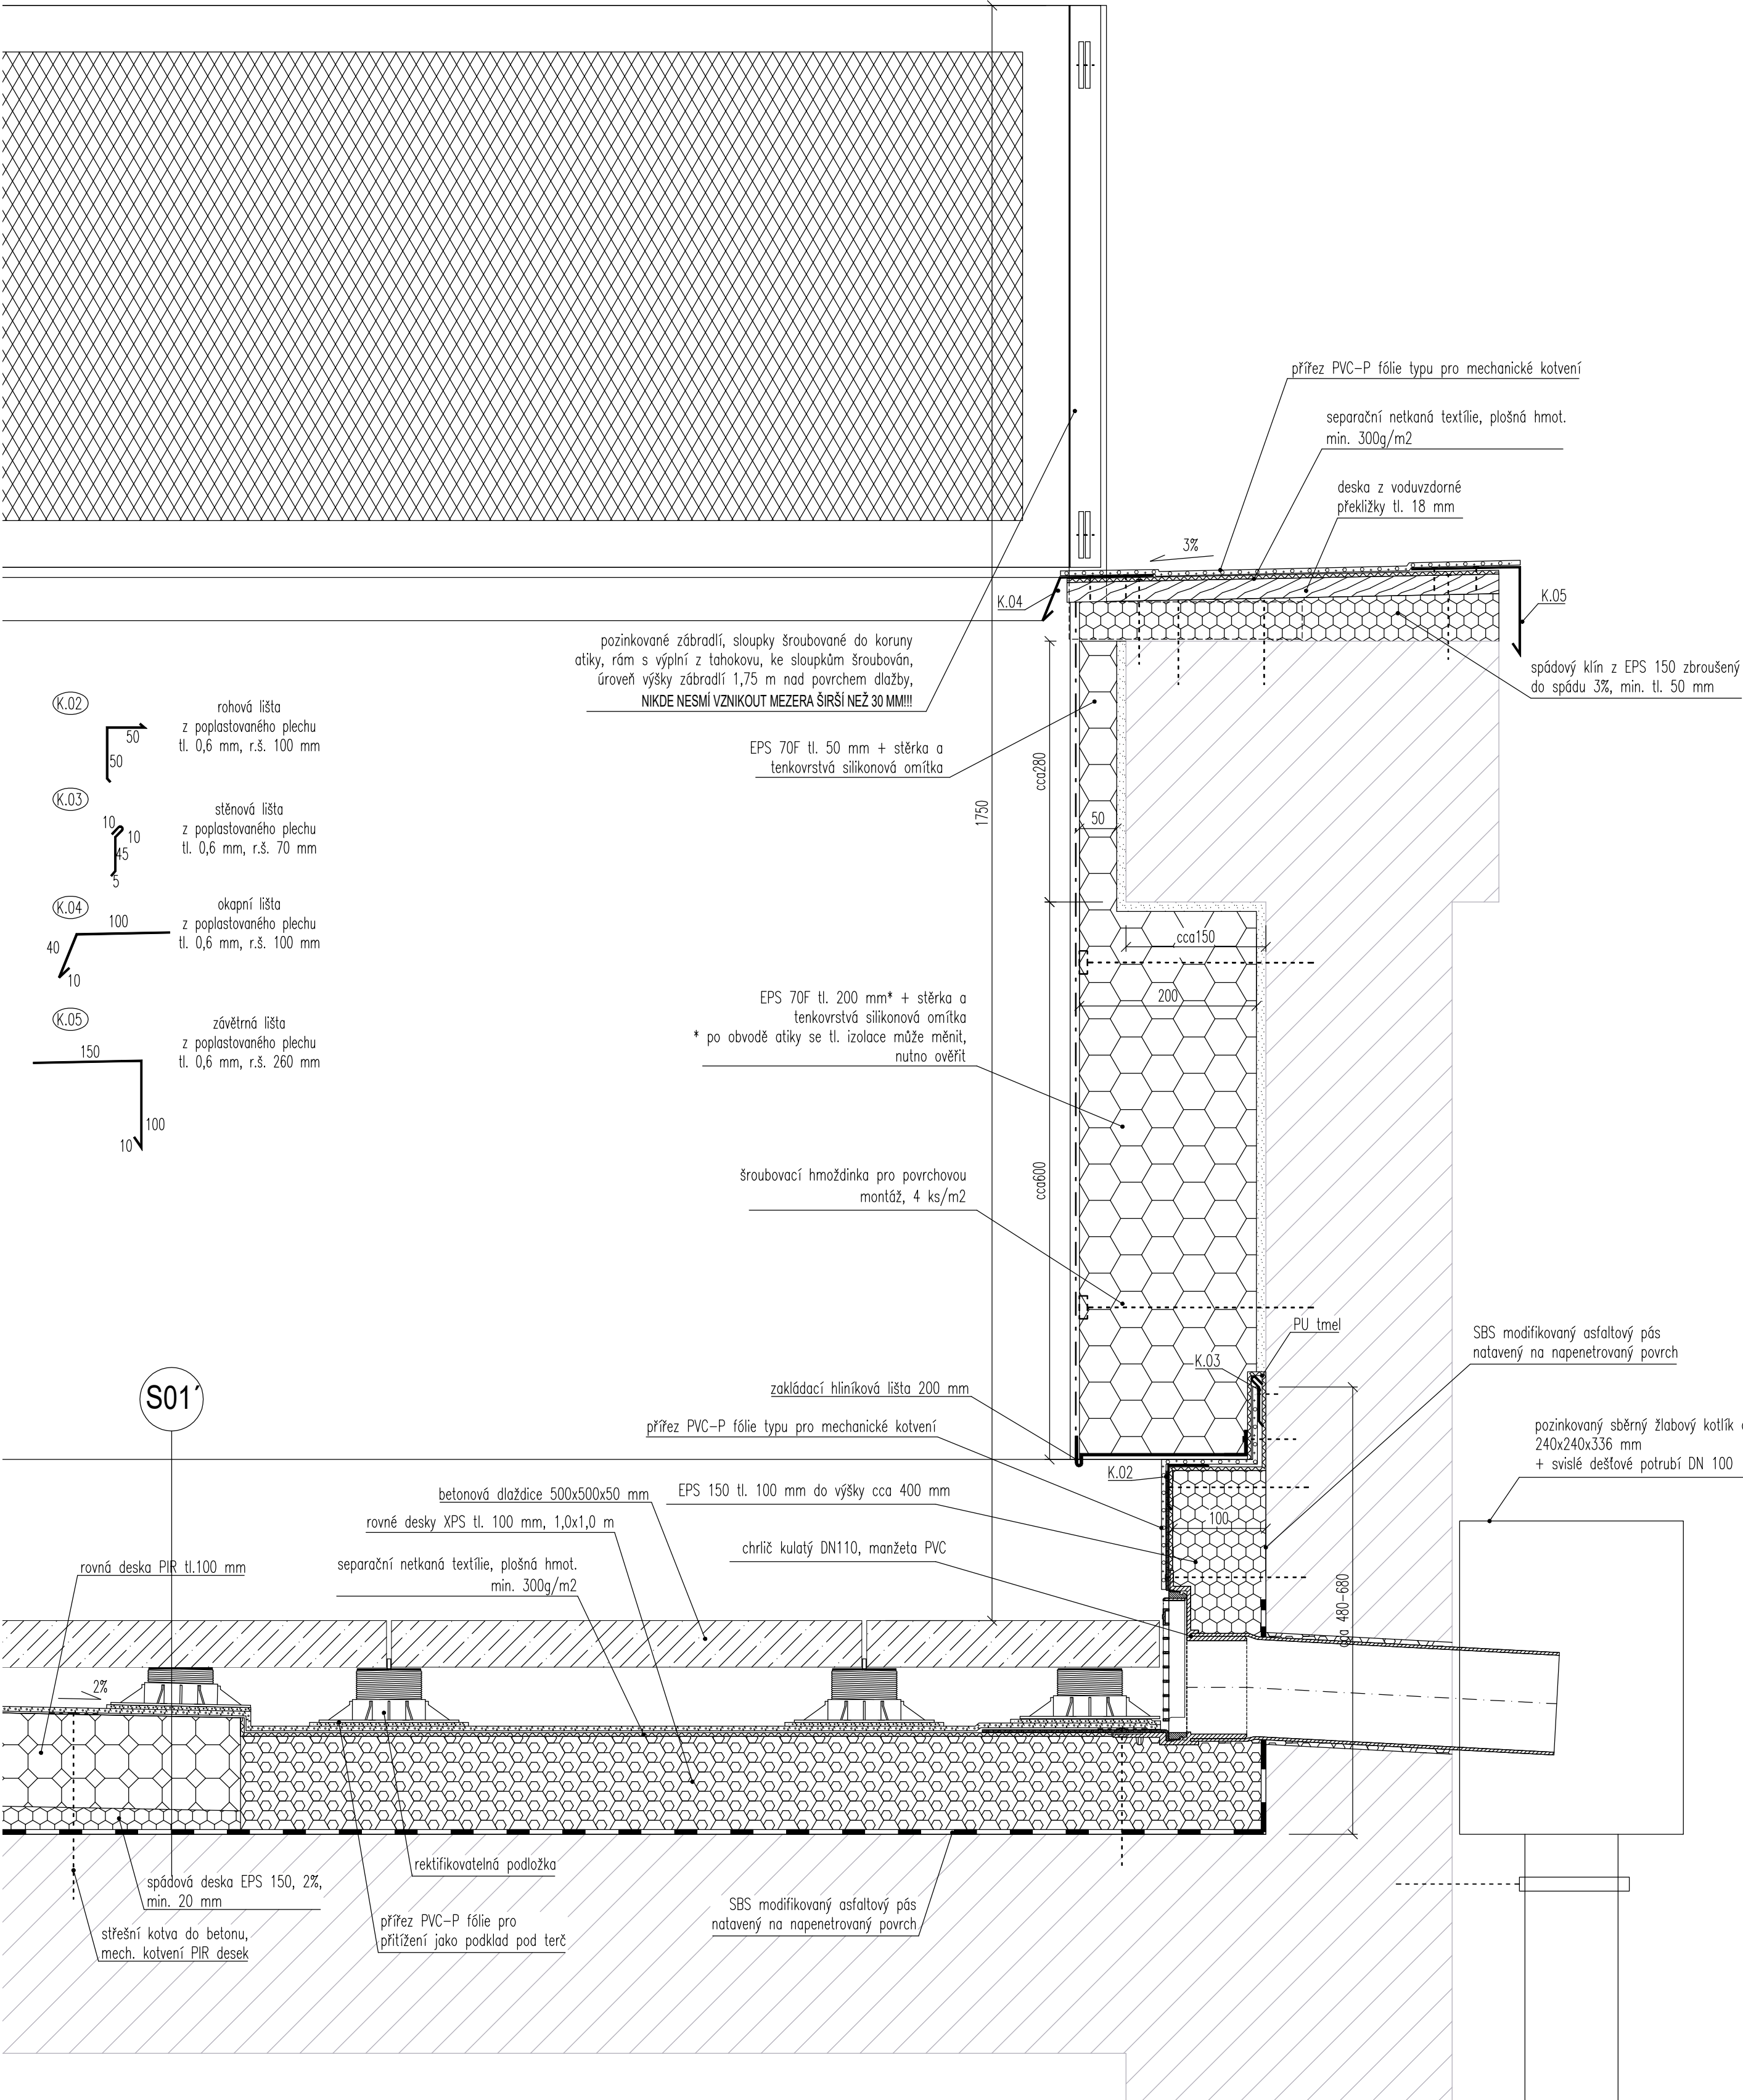 přířez PVC-P fólie typu pro mechanické kotvení
separační netkaná textílie, plošná hmot.
min. 300g/m2
deska z voduvzdorné
překližky tl. 18 mm
3%
K.04
K.05
spádový klín z EPS 150 zbroušený
do spádu 3%, min. tl. 50 mm
pozinkované zábradlí, sloupky šroubované do koruny
atiky, rám s výplní z tahokovu, ke sloupkům šroubován,
úroveň výšky zábradlí 1,75 m nad povrchem dlažby,
NIKDE NESMÍ VZNIKOUT MEZERA ŠIRŠÍ NEŽ 30 MM!!!
EPS 70F tl. 50 mm + stěrka a
tenkovrstvá silikonová omítka
cca280
1750
50
K.02
50
50
rohová lišta
z poplastovaného plechu
tl. 0,6 mm, r.š. 100 mm
K.03
10
10
45
5
stěnová lišta
z poplastovaného plechu
tl. 0,6 mm, r.š. 70 mm
K.04
100
40
10
okapní lišta
z poplastovaného plechu
tl. 0,6 mm, r.š. 100 mm
K.05
150
100
10
závětrná lišta
z poplastovaného plechu
tl. 0,6 mm, r.š. 260 mm
cca150
200
EPS 70F tl. 200 mm* + stěrka a
tenkovrstvá silikonová omítka
* po obvodě atiky se tl. izolace může měnit,
nutno ověřit
cca600
šroubovací hmoždinka pro povrchovou
montáž, 4 ks/m2
PU tmel
K.03
SBS modifikovaný asfaltový pás
natavený na napenetrovaný povrch
S01´
zakládací hliníková lišta 200 mm
přířez PVC-P fólie typu pro mechanické kotvení
pozinkovaný sběrný žlabový kotlík
240x240x336 mm
+ svislé dešťové potrubí DN 100
K.02
betonová dlaždice 500x500x50 mm
EPS 150 tl. 100 mm do výšky cca 400 mm
rovné desky XPS tl. 100 mm, 1,0x1,0 m
100
chrlič kulatý DN110, manžeta PVC
rovná deska PIR tl.100 mm
separační netkaná textílie, plošná hmot.
min. 300g/m2
480-680
2%
rektifikovatelná podložka
spádová deska EPS 150, 2%,
min. 20 mm
SBS modifikovaný asfaltový pás
natavený na napenetrovaný povrch
přířez PVC-P fólie pro
přitížení jako podklad pod terč
střešní kotva do betonu,
mech. kotvení PIR desek